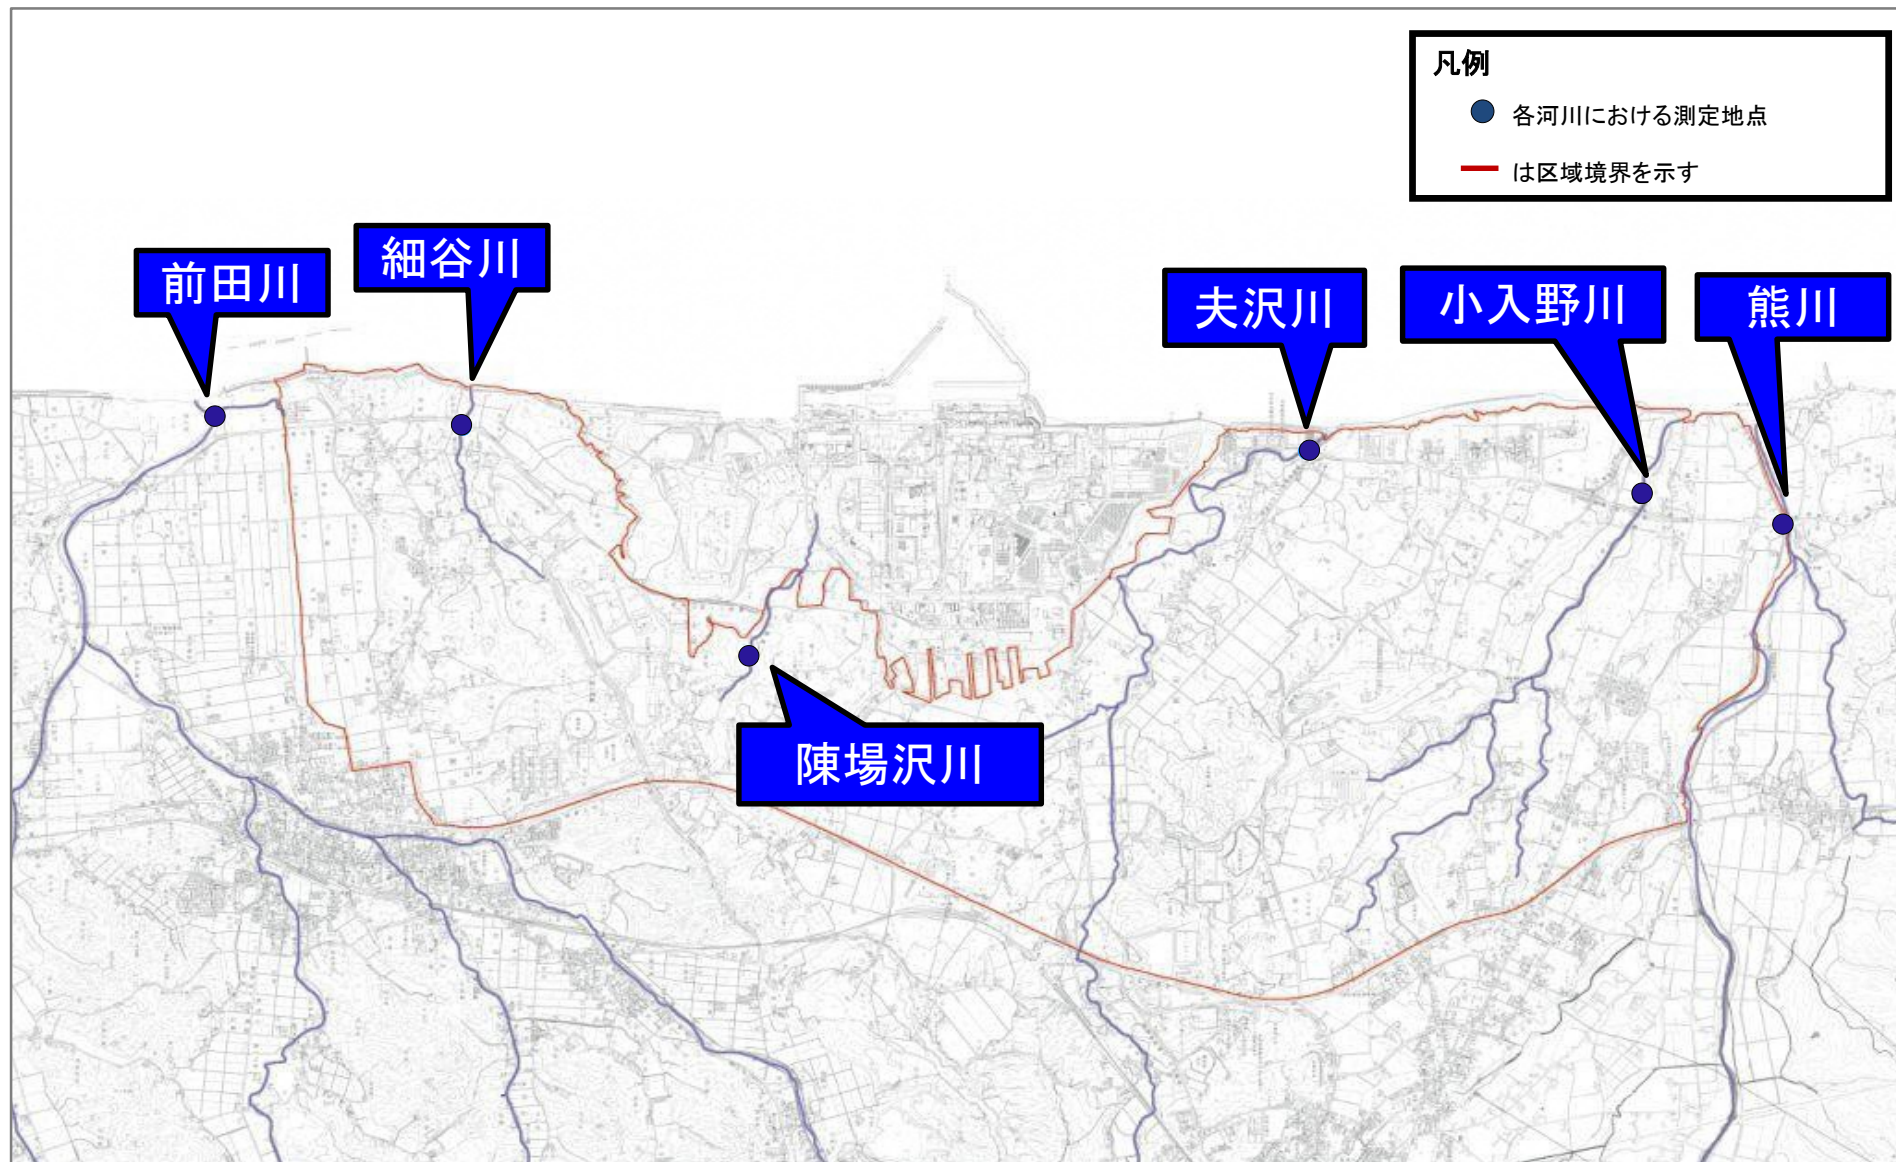 凡例
各河川における測定地点
は区域境界を示す
前田川
細谷川
夫沢川
小入野川
熊川
陳場沢川